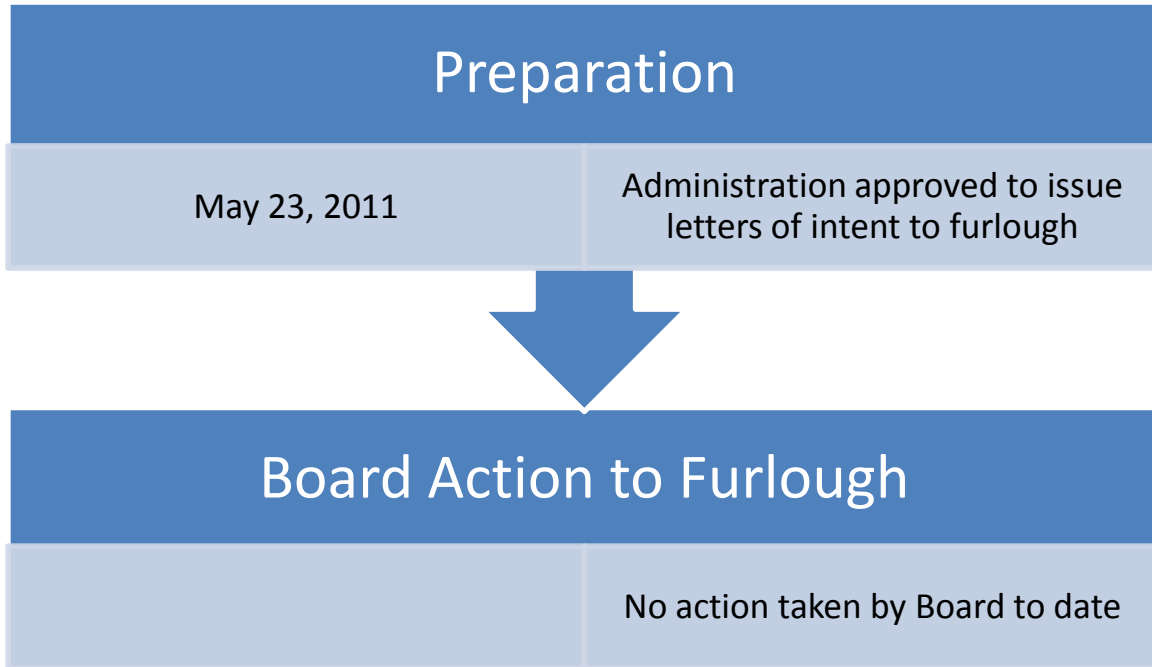 Preparation
May 23, 2011
Administration approved to issue
letters of intent to furlough
Board Action to Furlough
No action taken by Board to date